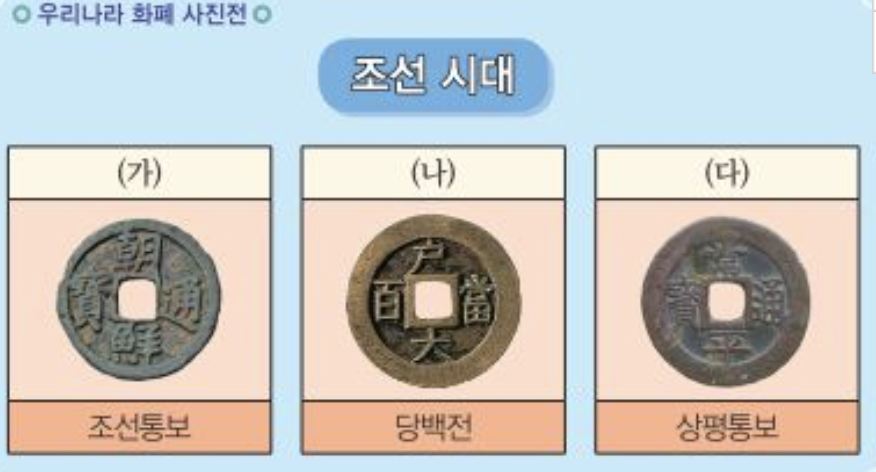 우리나라 화폐 사진전
조선 시대
(가)
(나)
(다)
朝鮮通寶
戶大當百
常平通寶
조선통보
당백전
상평통보